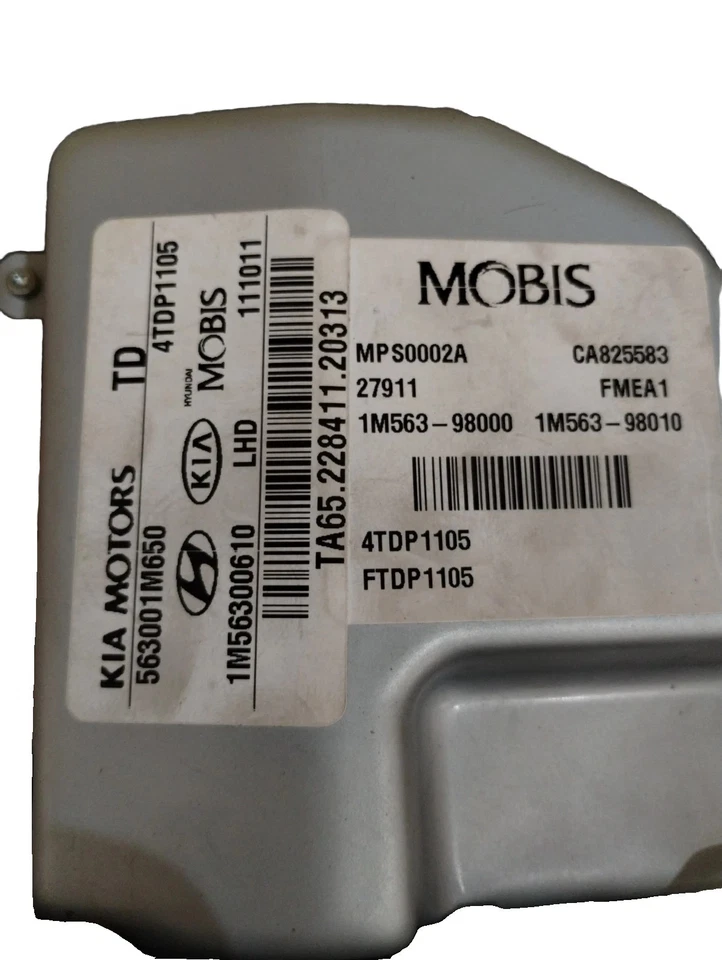 KIA MOTORS TD
563001M650 4TDP1105
KIA HYUNDAI MOBIS
1M56300610 LHD 111011
TA65.228411.20313
MOBIS
MPS0002A CA825583
27911 FMEA1
1M563-98000 1M563-98010
4TDP1105
FTDP1105